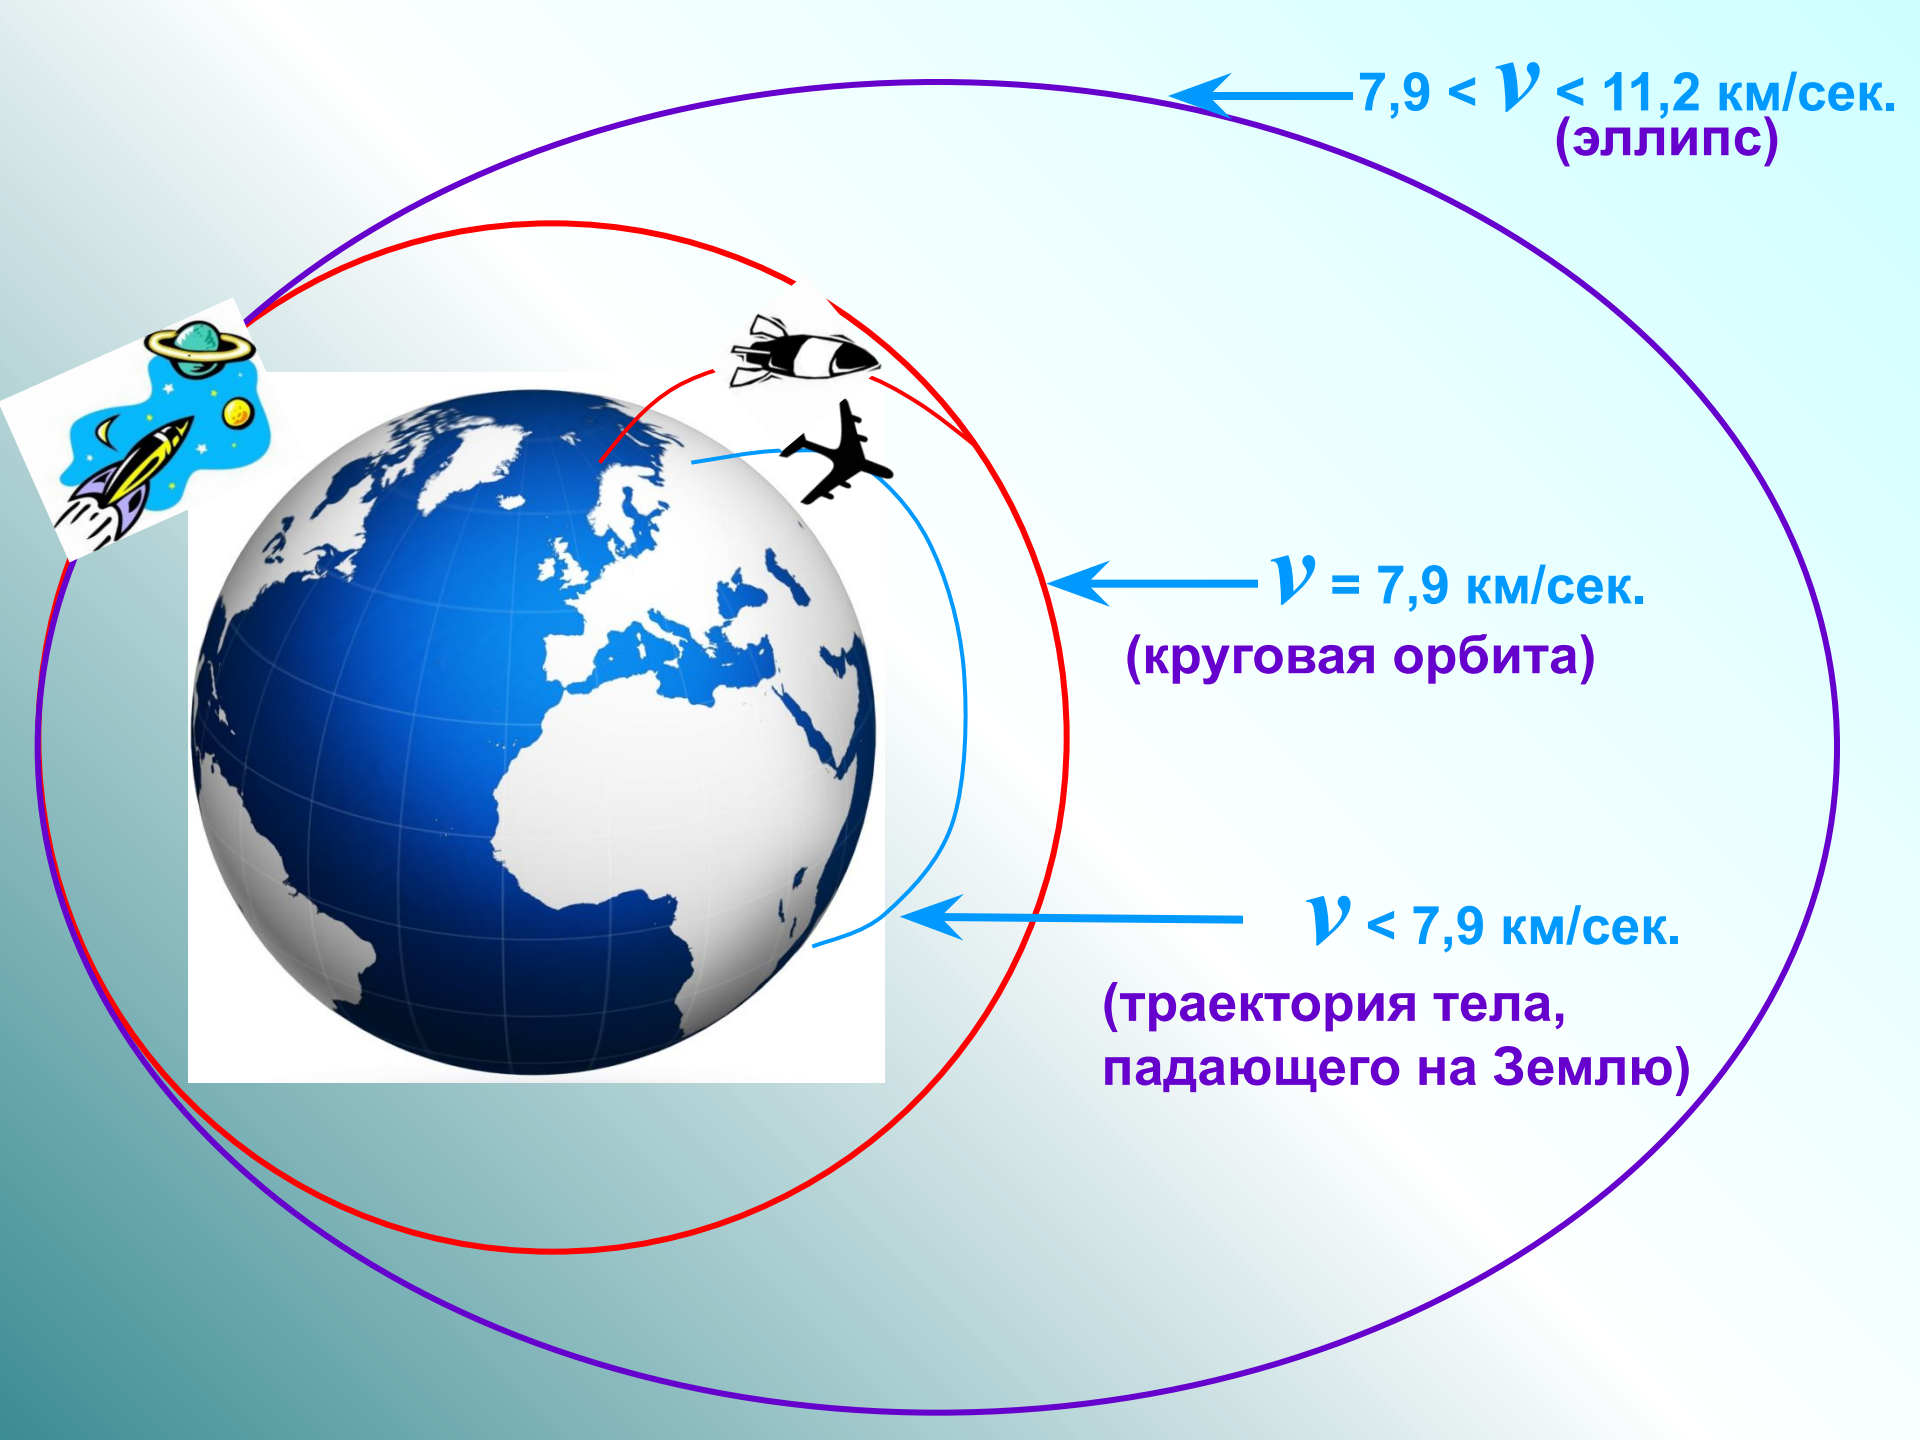 7,9 < v < 11,2 км/сек.
(эллипс)
v = 7,9 км/сек.
(круговая орбита)
v < 7,9 км/сек.
(траектория тела,
падающего на Землю)